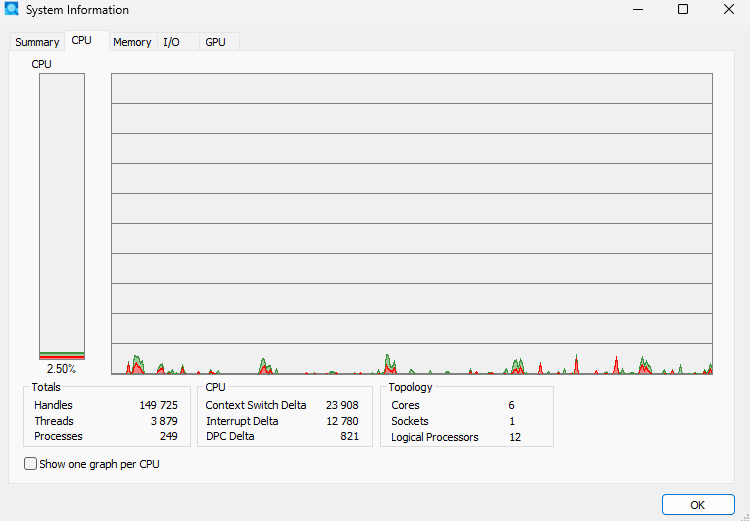 System Information
Summary CPU Memory I/O GPU
CPU
2.50%
Totals
Handles 149 725
Threads 3 879
Processes 249
CPU
Context Switch Delta 23 908
Interrupt Delta 12 780
DPC Delta 821
Topology
Cores 6
Sockets 1
Logical Processors 12
Show one graph per CPU
OK